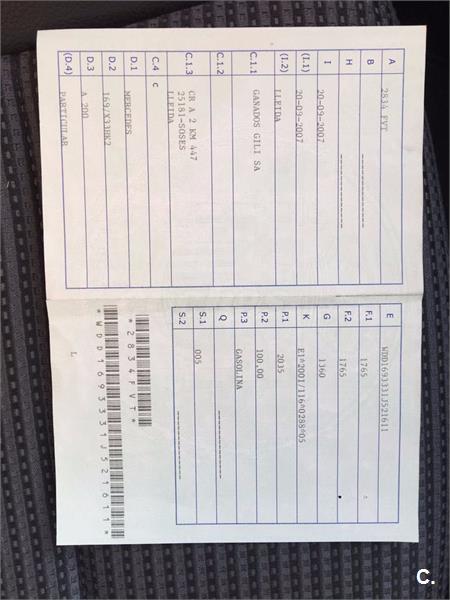 A 2834 FVT
B ------------
H ------------
I 20-09-2007
(I.1) 20-09-2007
(I.2) LLEIDA
C.1.1 GANADOS GILI SA
C.1.2
C.1.3 CR A 2 KM 447
25181-SOSES
LLEIDA
C.4 C
D.1 MERCEDES
D.2
D.3 A 200
(D.4) PARTICULAR
E WDD1693331J521611
F.1 1765
F.2 1765
G 1360
K E1*2001/116*0288*05
P.1 2035
P.2 100,00
P.3 GASOLINA
Q ------------
S.1 005
S.2 ------------
*2834FVT*
*WDD1693331J521611*
L
C.